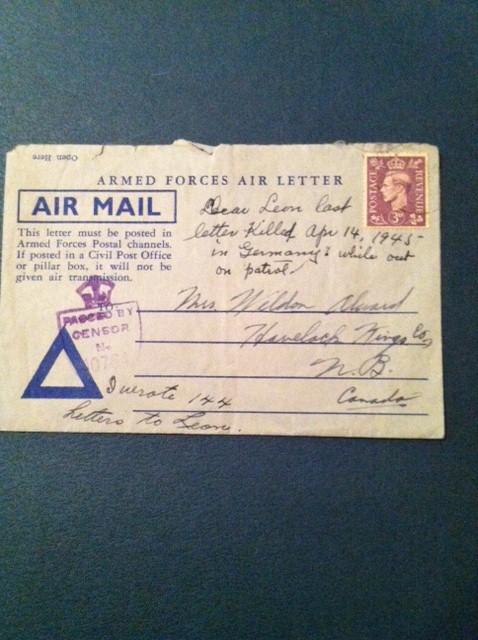 Open Here
ARMED FORCES AIR LETTER
AIR MAIL
This letter must be posted in
Armed Forces Postal channels.
If posted in a Civil Post Office
or pillar box, it will not be
given air transmission.
POSTAGE REVENUE
3D
Dear Leon last
letter Killed Apr 14, 1945
in Germany while out
on patrol
TO:
PASSED BY
CENSOR
No
Mrs. Weldon Alward
Havelock Kings Co,
N.B.
Canada
I wrote 144
Letters to Leon.